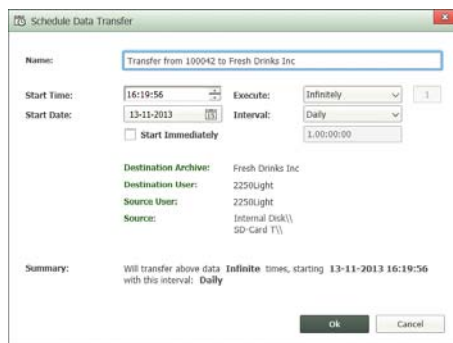 Schedule Data Transfer
Name: Transfer from 100042 to Fresh Drinks Inc
Start Time: 16:19:56 Execute: Infinitely 1
Start Date: 13-11-2013 Interval: Daily
Start Immediately 1.00:00:00
Destination Archive: Fresh Drinks Inc
Destination User: 2250Light
Source User: 2250Light
Source: Internal Disk\\
SD-Card T\\
Summary: Will transfer above data Infinite times, starting 13-11-2013 16:19:56
with this interval: Daily
Ok Cancel